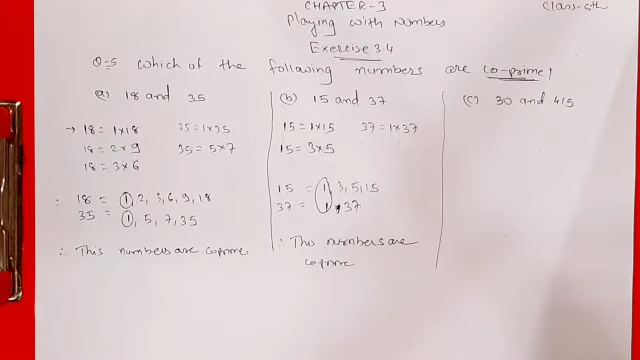 CHAPTER-3
Class-6th
Playing with Numbers
Exercise 3.4
Q-5 Which of the following numbers are co-prime?
(a) 18 and 35
→ 18 = 1×18 35 = 1×35
18 = 2×9 35 = 5×7
18 = 3×6
∴ 18 = 1, 2, 3, 6, 9, 18
35 = 1, 5, 7, 35
∴ This numbers are coprime
(b) 15 and 37
15 = 1×15 37 = 1×37
15 = 3×5
15 = 1, 3, 5, 15
37 = 1, 37
∴ This numbers are
coprime
(c) 30 and 415